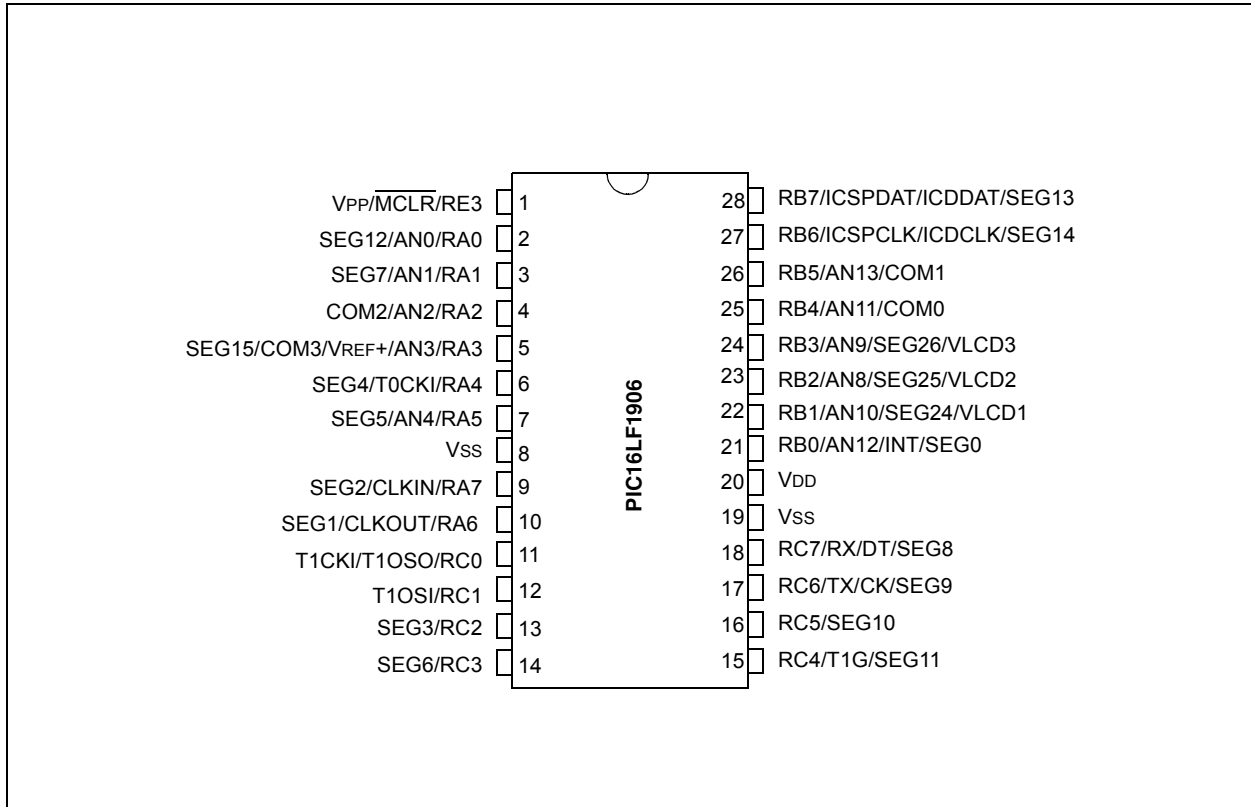 VPP/MCLR/RE3 1
SEG12/AN0/RA0 2
SEG7/AN1/RA1 3
COM2/AN2/RA2 4
SEG15/COM3/VREF+/AN3/RA3 5
SEG4/T0CKI/RA4 6
SEG5/AN4/RA5 7
VSS 8
SEG2/CLKIN/RA7 9
SEG1/CLKOUT/RA6 10
T1CKI/T1OSO/RC0 11
T1OSI/RC1 12
SEG3/RC2 13
SEG6/RC3 14
PIC16LF1906
28 RB7/ICSPDAT/ICDDAT/SEG13
27 RB6/ICSPCLK/ICDCLK/SEG14
26 RB5/AN13/COM1
25 RB4/AN11/COM0
24 RB3/AN9/SEG26/VLCD3
23 RB2/AN8/SEG25/VLCD2
22 RB1/AN10/SEG24/VLCD1
21 RB0/AN12/INT/SEG0
20 VDD
19 VSS
18 RC7/RX/DT/SEG8
17 RC6/TX/CK/SEG9
16 RC5/SEG10
15 RC4/T1G/SEG11